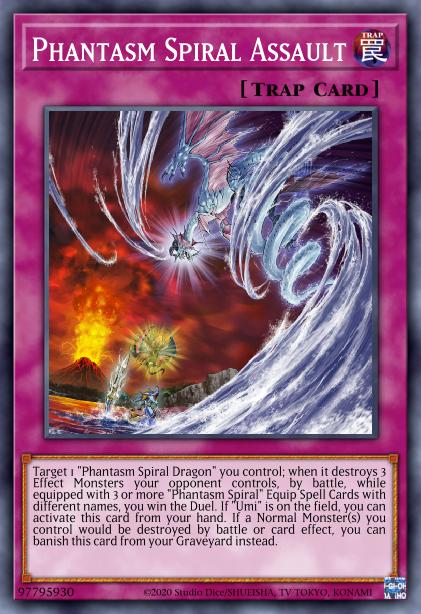 Phantasm Spiral Assault
TRAP
罠
[Trap Card]
Target 1 "Phantasm Spiral Dragon" you control; when it destroys 3
Effect Monsters your opponent controls, by battle, while
equipped with 3 or more "Phantasm Spiral" Equip Spell Cards with
different names, you win the Duel. If "Umi" is on the field, you can
activate this card from your hand. If a Normal Monster(s) you
control would be destroyed by battle or card effect, you can
banish this card from your Graveyard instead.
97795930
©2020 Studio Dice/SHUEISHA, TV TOKYO, KONAMI